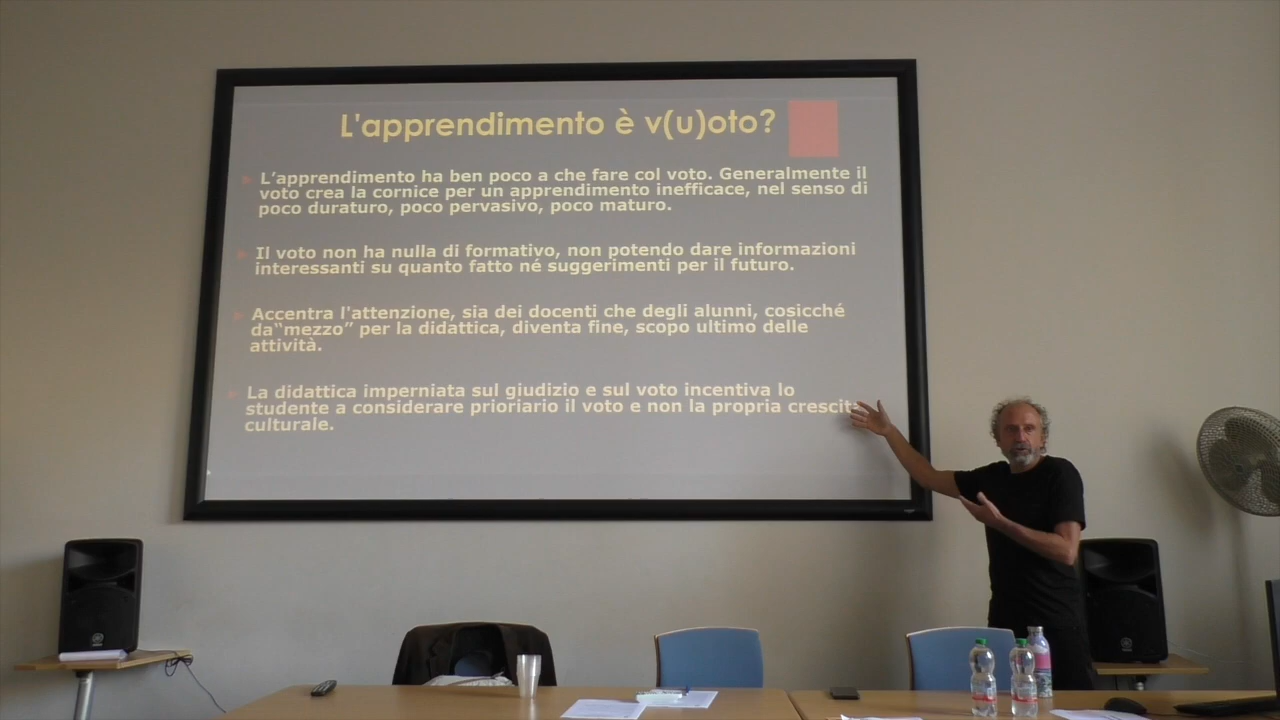 L'apprendimento è v(u)oto?
L'apprendimento ha ben poco a che fare col voto. Generalmente il
voto crea la cornice per un apprendimento inefficace, nel senso di
poco duraturo, poco pervasivo, poco maturo.
Il voto non ha nulla di formativo, non potendo dare informazioni
interessanti su quanto fatto né suggerimenti per il futuro.
Accentra l'attenzione, sia dei docenti che degli alunni, cosicché
da“mezzo” per la didattica, diventa fine, scopo ultimo delle
attività.
La didattica imperniata sul giudizio e sul voto incentiva lo
studente a considerare prioriario il voto e non la propria crescita
culturale.